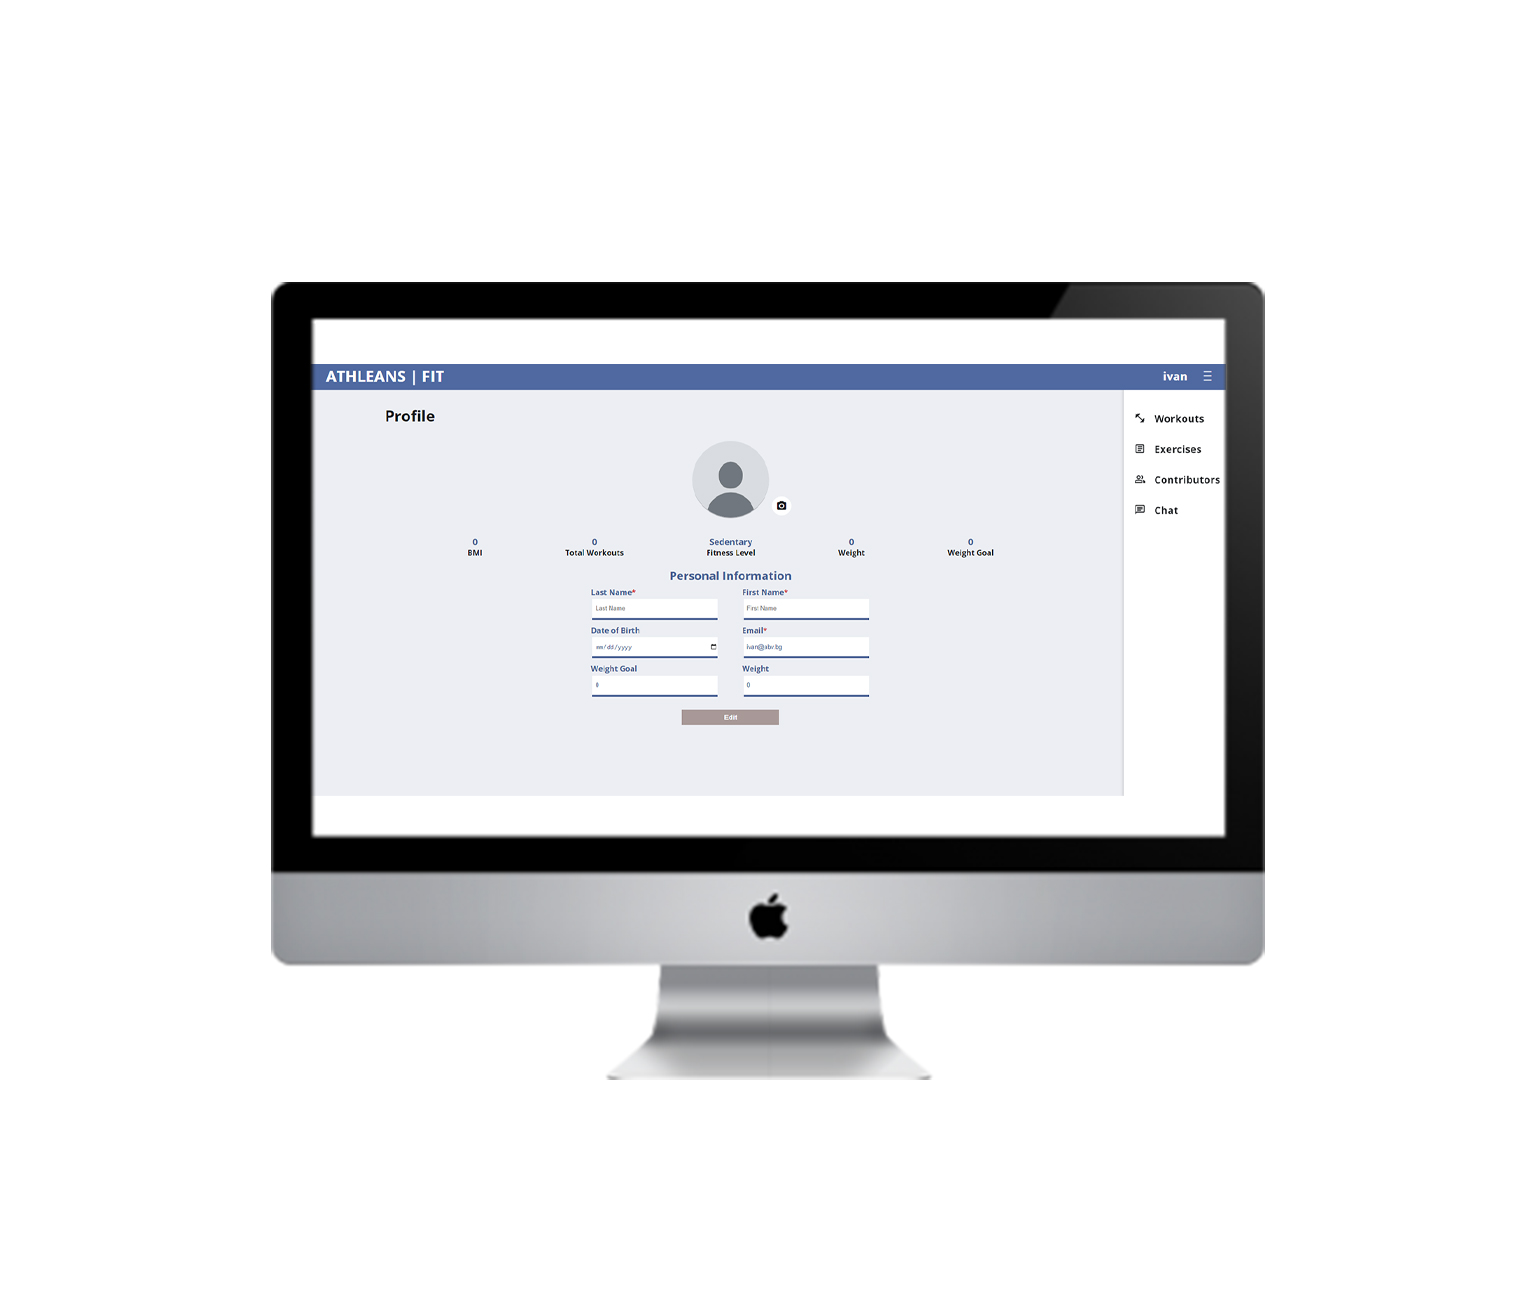 ATHLEANS | FIT
ivan
Profile
Workouts
Exercises
Contributors
Chat
0 0 Sedentary 0 0
BMI Total Workouts Fitness Level Weight Weight Goal
Personal Information
Last Name* First Name*
Last Name First Name
Date of Birth Email*
mm/dd/yyyy ivan@abv.bg
Weight Goal Weight
0 0
Edit